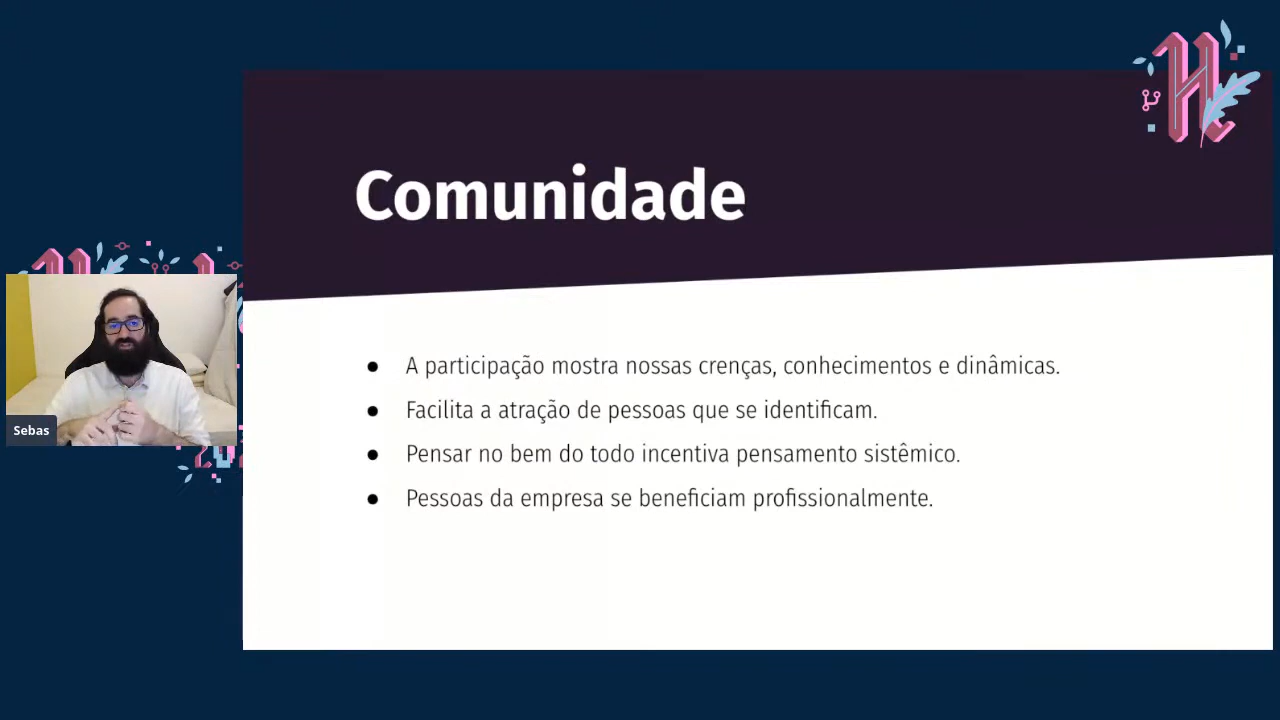 Comunidade
A participação mostra nossas crenças, conhecimentos e dinâmicas.
Facilita a atração de pessoas que se identificam.
Pensar no bem do todo incentiva pensamento sistêmico.
Pessoas da empresa se beneficiam profissionalmente.
Sebas
H